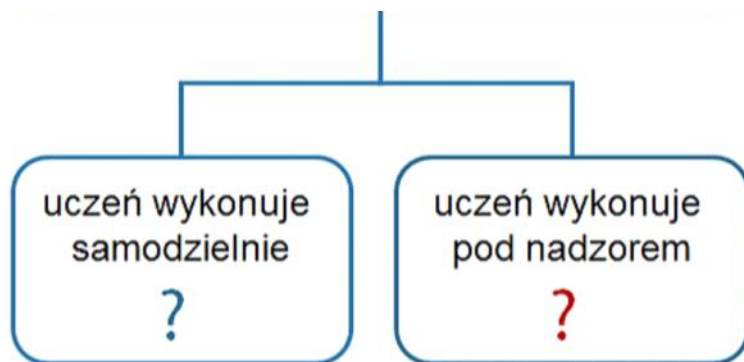 uczeń wykonuje
samodzielnie
?
uczeń wykonuje
pod nadzorem
?